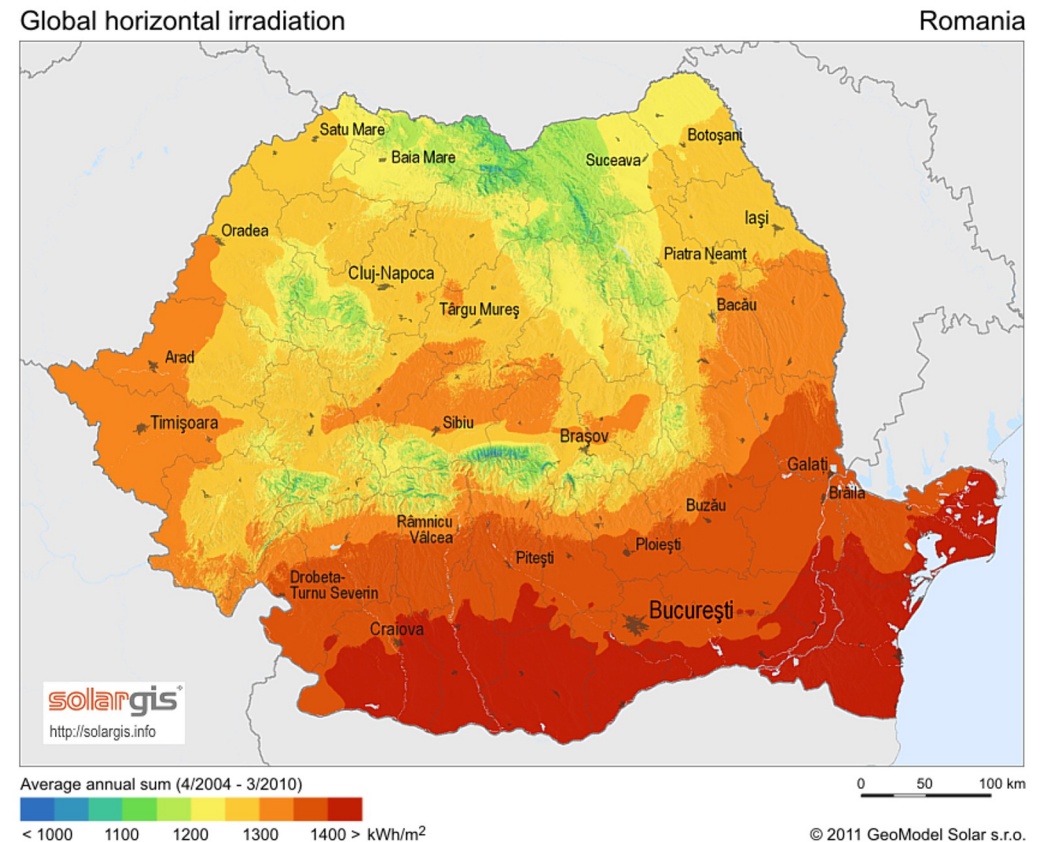 Global horizontal irradiation
Romania
Satu Mare
Baia Mare
Botoşani
Suceava
Iaşi
Oradea
Piatra Neamţ
Cluj-Napoca
Târgu Mureş
Bacău
Arad
Timişoara
Sibiu
Braşov
Galaţi
Brăila
Buzău
Râmnicu
Vâlcea
Ploieşti
Piteşti
Drobeta-
Turnu Severin
Bucureşti
Craiova
solargis
http://solargis.info
Average annual sum (4/2004 - 3/2010)
0 50 100 km
< 1000 1100 1200 1300 1400 > kWh/m²
© 2011 GeoModel Solar s.r.o.